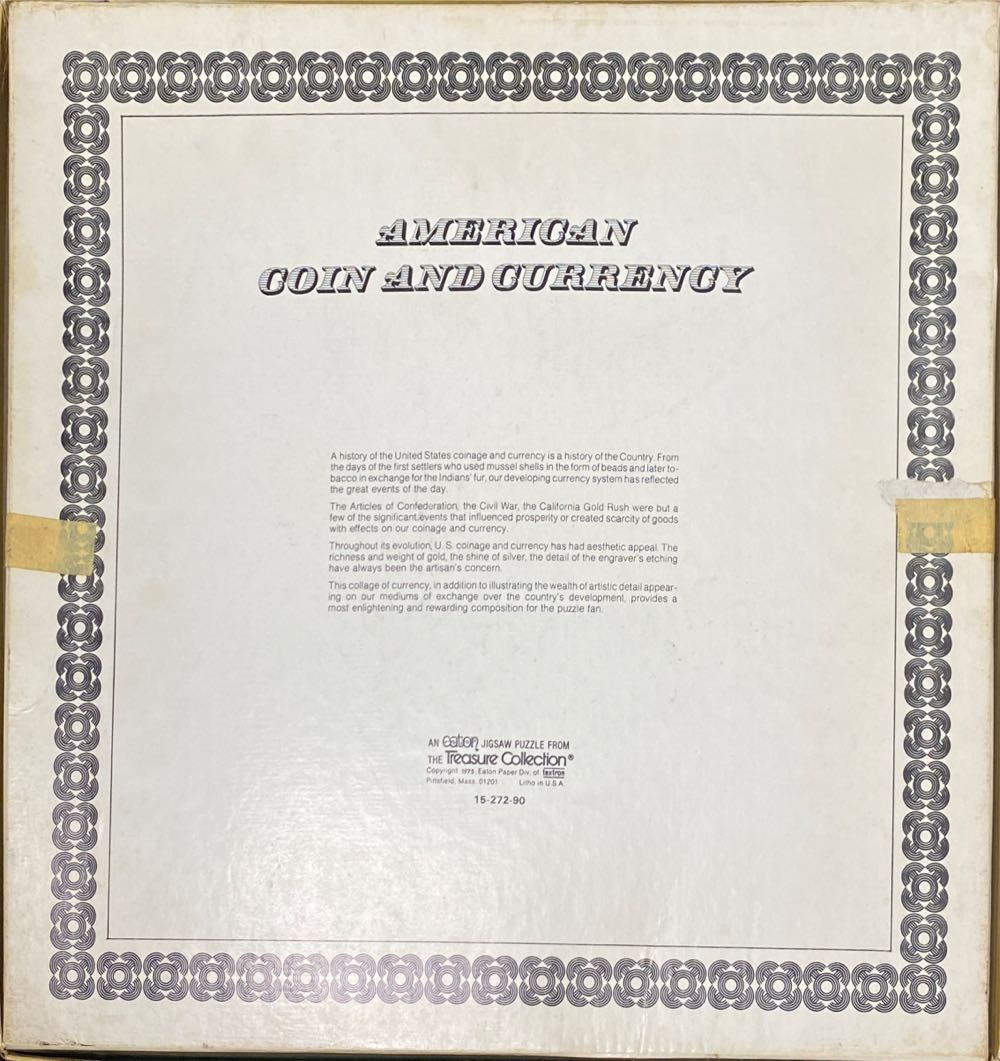 AMERICAN
COIN AND CURRENCY
A history of the United States coinage and currency is a history of the Country. From
the days of the first settlers who used mussel shells in the form of beads and later to-
bacco in exchange for the Indians' fur, our developing currency system has reflected
the great events of the day.
The Articles of Confederation, the Civil War, the California Gold Rush were but a
few of the significant events that influenced prosperity or created scarcity of goods
with effects on our coinage and currency.
Throughout its evolution, U.S. coinage and currency has had aesthetic appeal. The
richness and weight of gold, the shine of silver, the detail of the engraver's etching
have always been the artisan's concern.
This collage of currency, in addition to illustrating the wealth of artistic detail appear-
ing on our mediums of exchange over the country's development, provides a
most enlightening and rewarding composition for the puzzle fan.
AN eaton JIGSAW PUZZLE FROM
THE Treasure Collection®
Copyright 1973, Eaton Paper Div. of textron
Pittsfield, Mass. 01201 Litho in U.S.A.
15-272-90